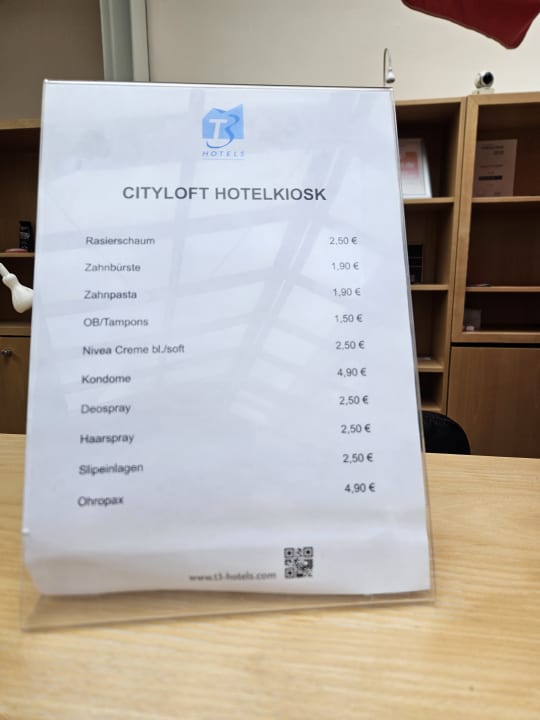 T3
HOTELS
CITYLOFT HOTELKIOSK
Rasierschaum 2,50 €
Zahnbürste 1,90 €
Zahnpasta 1,90 €
OB/Tampons 1,50 €
Nivea Creme bl./soft 2,50 €
Kondome 4,90 €
Deospray 2,50 €
Haarspray 2,50 €
Slipeinlagen 2,50 €
Ohropax 4,90 €
www.t3-hotels.com